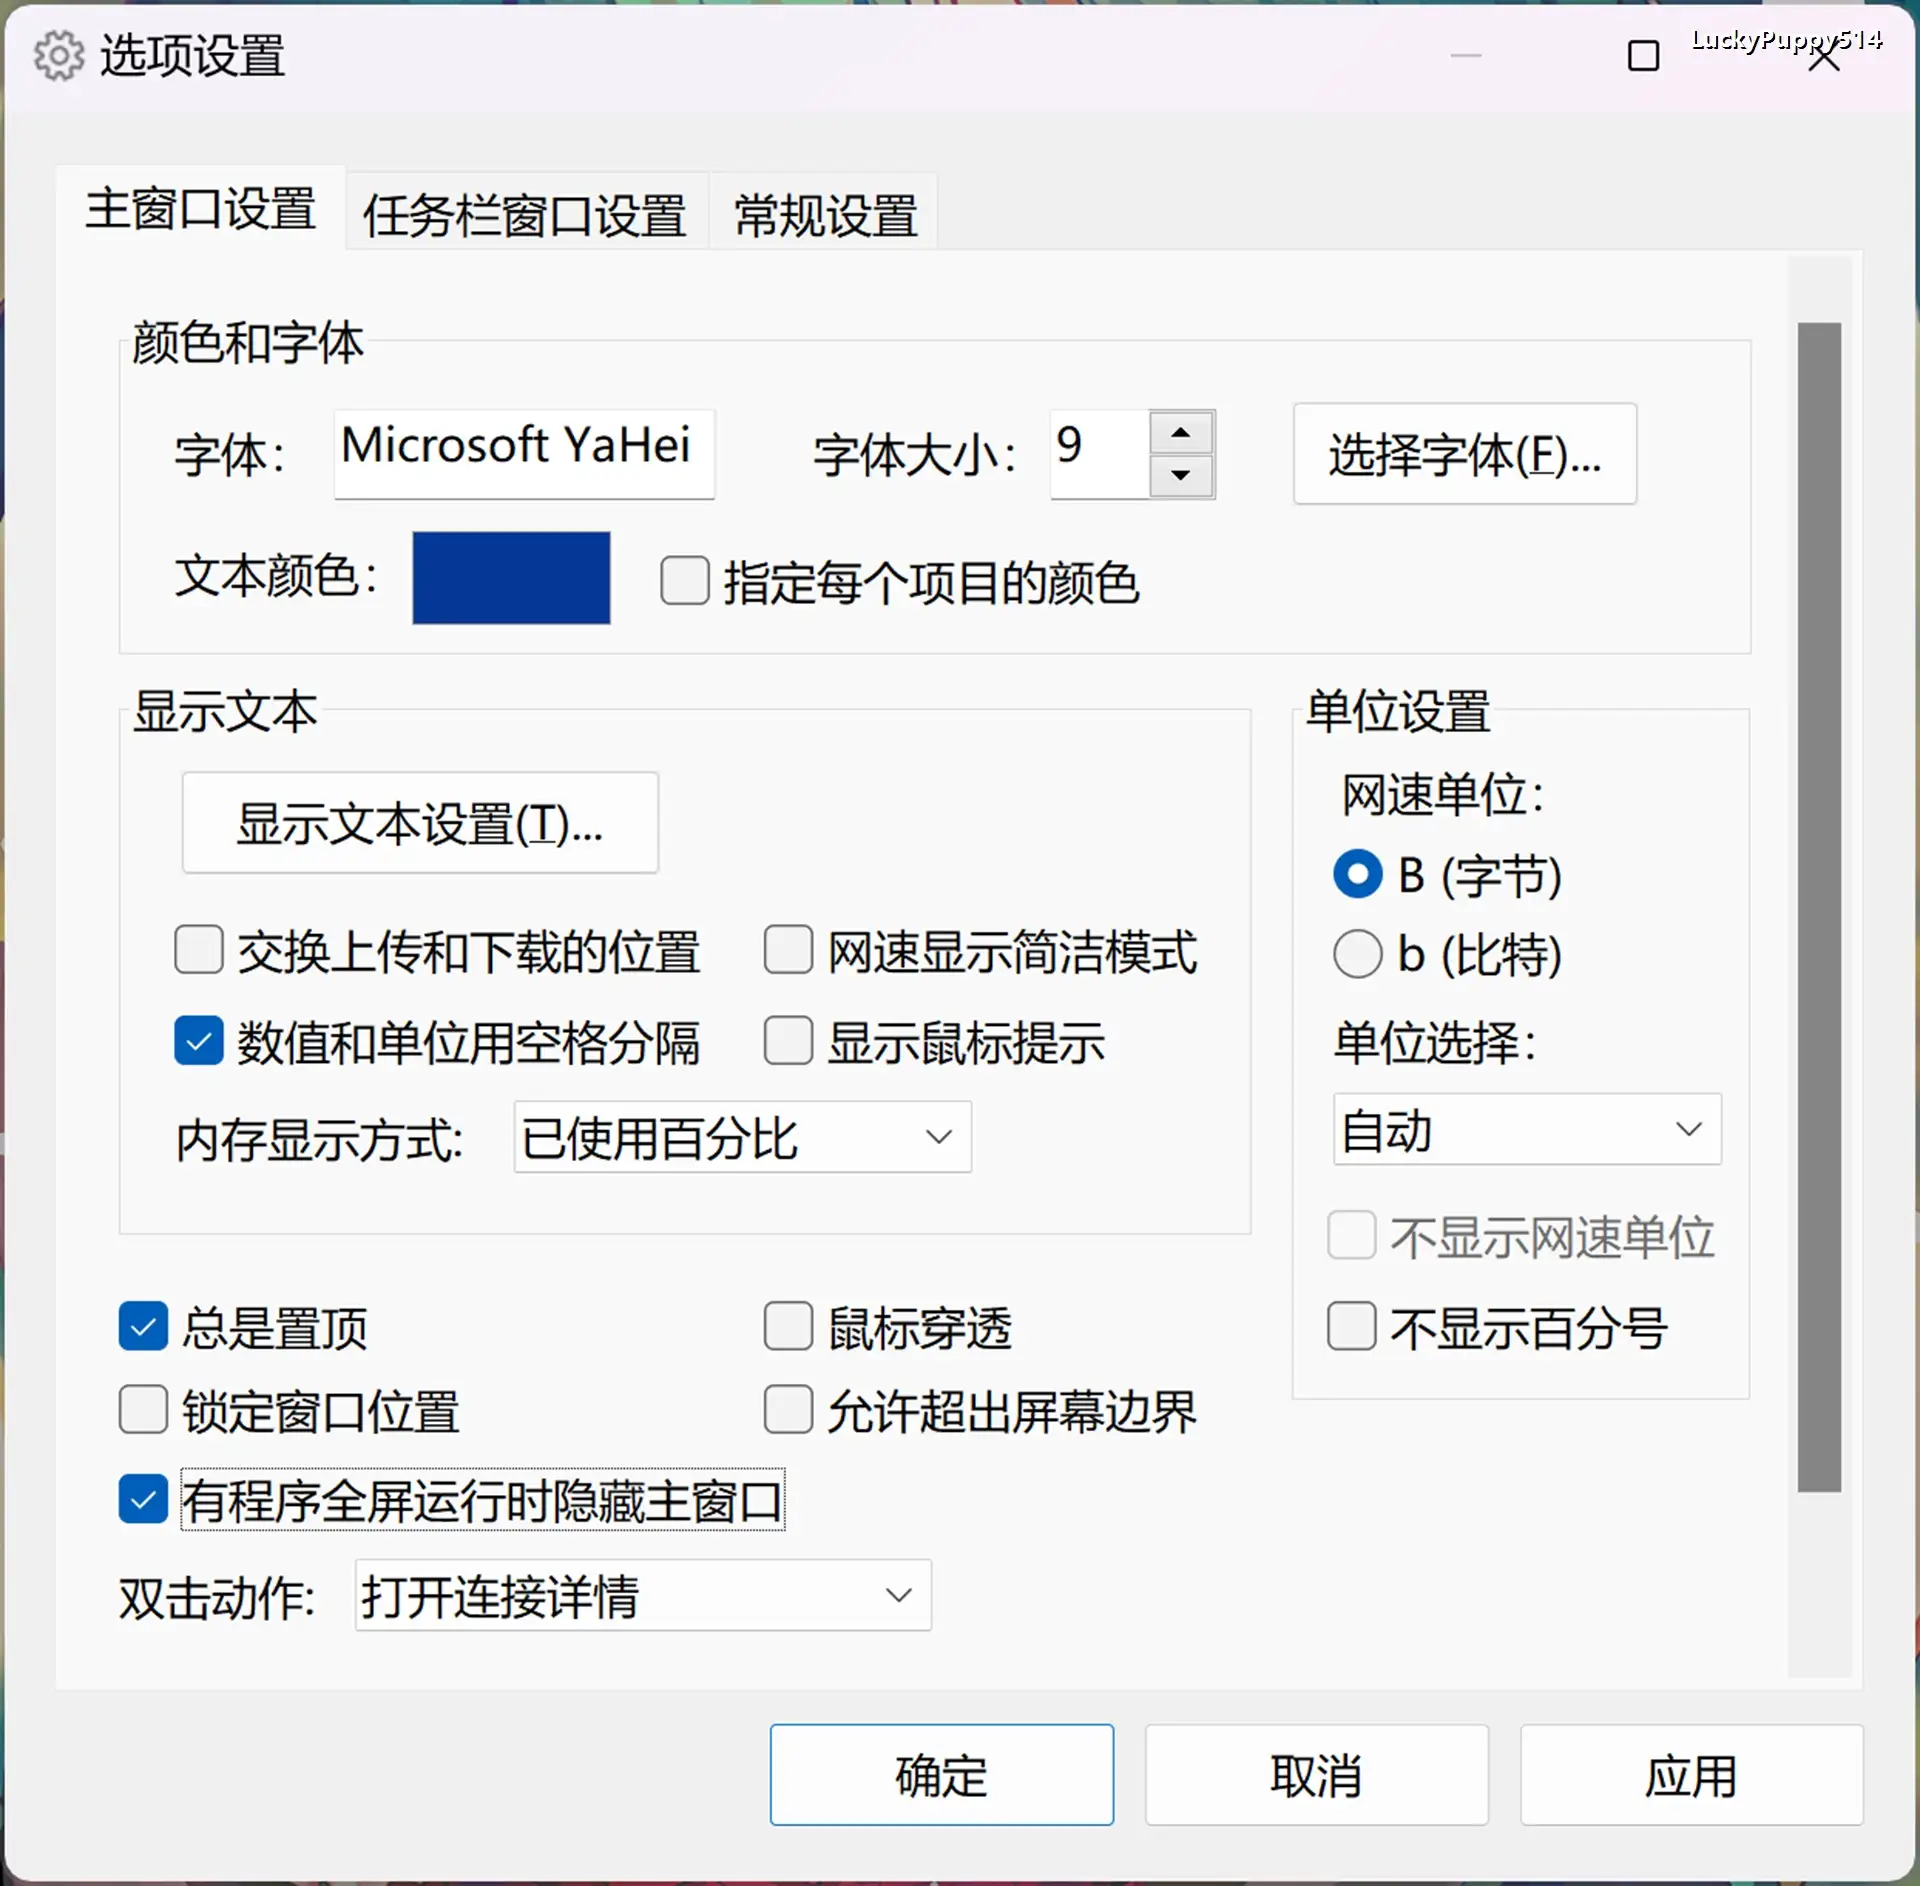 选项设置
LuckyPuppy514
主窗口设置 任务栏窗口设置 常规设置
颜色和字体
字体： Microsoft YaHei 字体大小： 9 选择字体(F)...
文本颜色： 指定每个项目的颜色
显示文本
显示文本设置(T)...
交换上传和下载的位置 网速显示简洁模式
数值和单位用空格分隔 显示鼠标提示
内存显示方式: 已使用百分比
单位设置
网速单位：
B (字节)
b (比特)
单位选择：
自动
不显示网速单位
不显示百分号
总是置顶 鼠标穿透
锁定窗口位置 允许超出屏幕边界
有程序全屏运行时隐藏主窗口
双击动作: 打开连接详情
确定 取消 应用